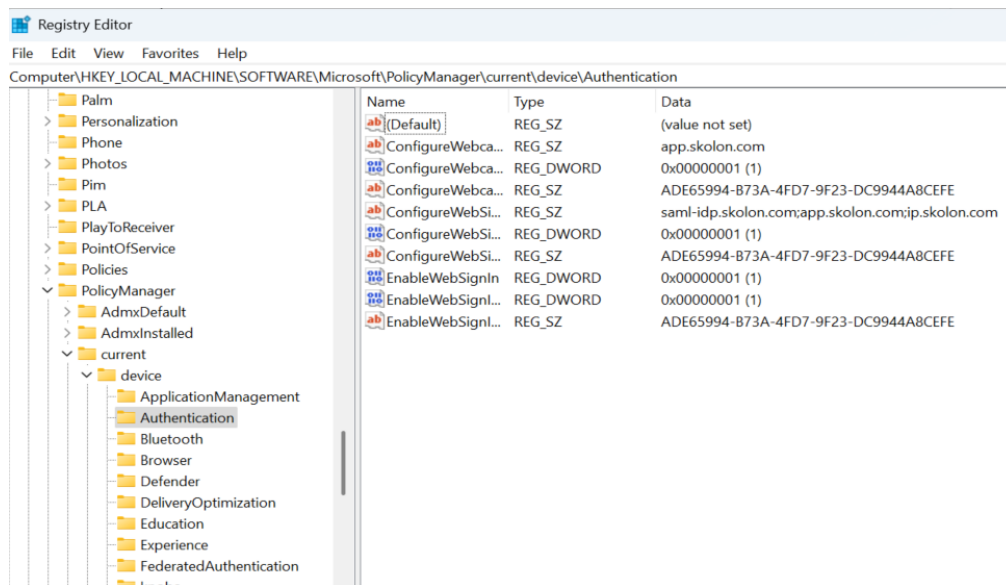 Registry Editor
File Edit View Favorites Help
Computer\HKEY_LOCAL_MACHINE\SOFTWARE\Microsoft\PolicyManager\current\device\Authentication
Palm
Personalization
Phone
Photos
Pim
PLA
PlayToReceiver
PointOfService
Policies
PolicyManager
AdmxDefault
AdmxInstalled
current
device
ApplicationManagement
Authentication
Bluetooth
Browser
Defender
DeliveryOptimization
Education
Experience
FederatedAuthentication
Name Type Data
(Default) REG_SZ (value not set)
ConfigureWebca... REG_SZ app.skolon.com
ConfigureWebca... REG_DWORD 0x00000001 (1)
ConfigureWebca... REG_SZ ADE65994-B73A-4FD7-9F23-DC9944A8CEFE
ConfigureWebSi... REG_SZ saml-idp.skolon.com;app.skolon.com;ip.skolon.com
ConfigureWebSi... REG_DWORD 0x00000001 (1)
ConfigureWebSi... REG_SZ ADE65994-B73A-4FD7-9F23-DC9944A8CEFE
EnableWebSignIn REG_DWORD 0x00000001 (1)
EnableWebSignI... REG_DWORD 0x00000001 (1)
EnableWebSignI... REG_SZ ADE65994-B73A-4FD7-9F23-DC9944A8CEFE